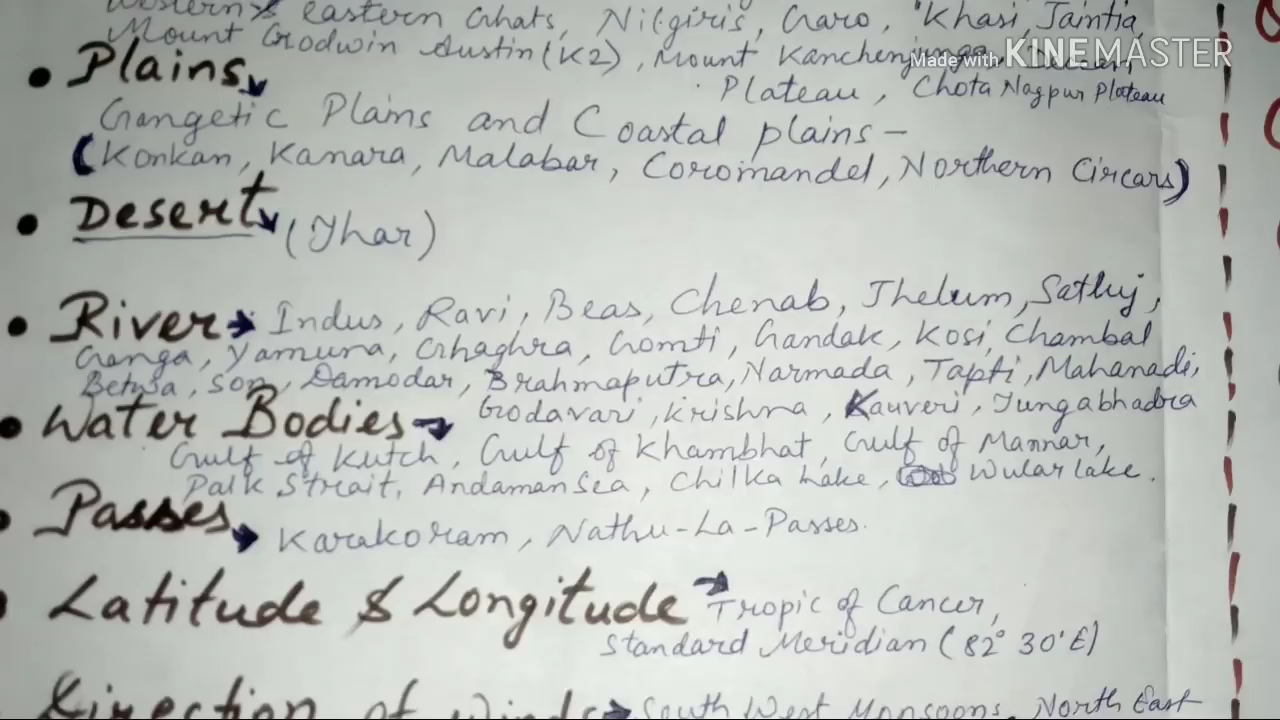 Western & eastern Ghats, Nilgiris, Garo, Khasi, Jaintia,
Mount Godwin Austin (K2), Mount Kanchenjunga, Deccan
Made with KINEMASTER
• Plains
Plateau, Chota Nagpur Plateau
Gangetic Plains and Coastal plains –
(Konkan, Kanara, Malabar, Coromandel, Northern Circars)
• Desert (Thar)
• River → Indus, Ravi, Beas, Chenab, Jhelum, Satluj,
Ganga, Yamuna, Ghaghra, Gomti, Gandak, Kosi, Chambal
Betwa, Son, Damodar, Brahmaputra, Narmada, Tapti, Mahanadi,
Godavari, Krishna, Kauveri, Tungabhadra
• Water Bodies →
Gulf of Kutch, Gulf of Khambhat, Gulf of Mannar,
Palk Strait, Andaman Sea, Chilka Lake, Wular lake.
• Passes → Karakoram, Nathu-La-Passes.
• Latitude & Longitude → Tropic of Cancer,
Standard Meridian (82° 30'E)
Direction of Winds → South West Monsoons, North East